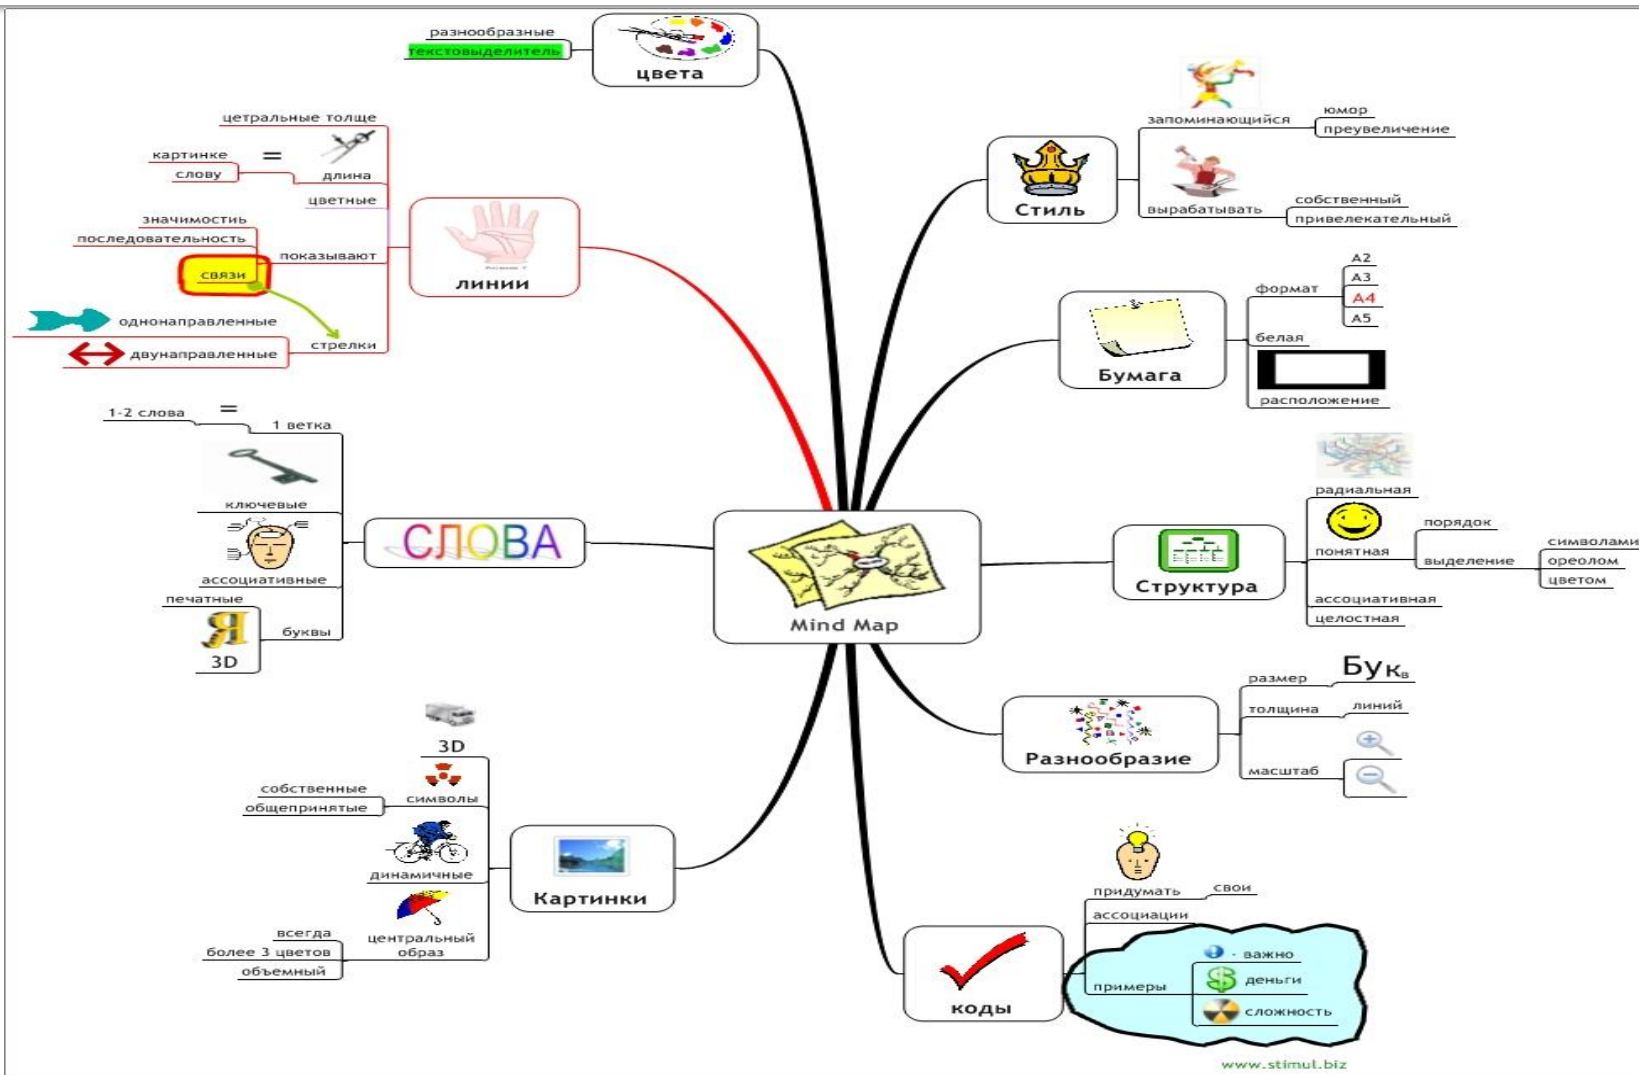 разнообразные
текстовыделитель
цвета
цетральные толще
картинке
=
слову
длина
цветные
значимостиь
последовательность
показывают
связи
линии
однонаправленные
стрелки
двунаправленные
1-2 слова
=
1 ветка
ключевые
ассоциативные
печатные
Я
буквы
3D
СЛОВА
3D
собственные
символы
общепринятые
динамичные
центральный
образ
всегда
более 3 цветов
объемный
Картинки
Mind Map
запоминающийся
юмор
преувеличение
Стиль
вырабатывать
собственный
привелекательный
Бумага
формат
A2
A3
A4
A5
белая
расположение
Структура
радиальная
понятная
порядок
выделение
символами
ореолом
цветом
ассоциативная
целостная
Разнообразие
размер
Букв
толщина
линий
масштаб
коды
придумать
свои
ассоциации
примеры
- важно
$
деньги
сложность
www.stimul.biz